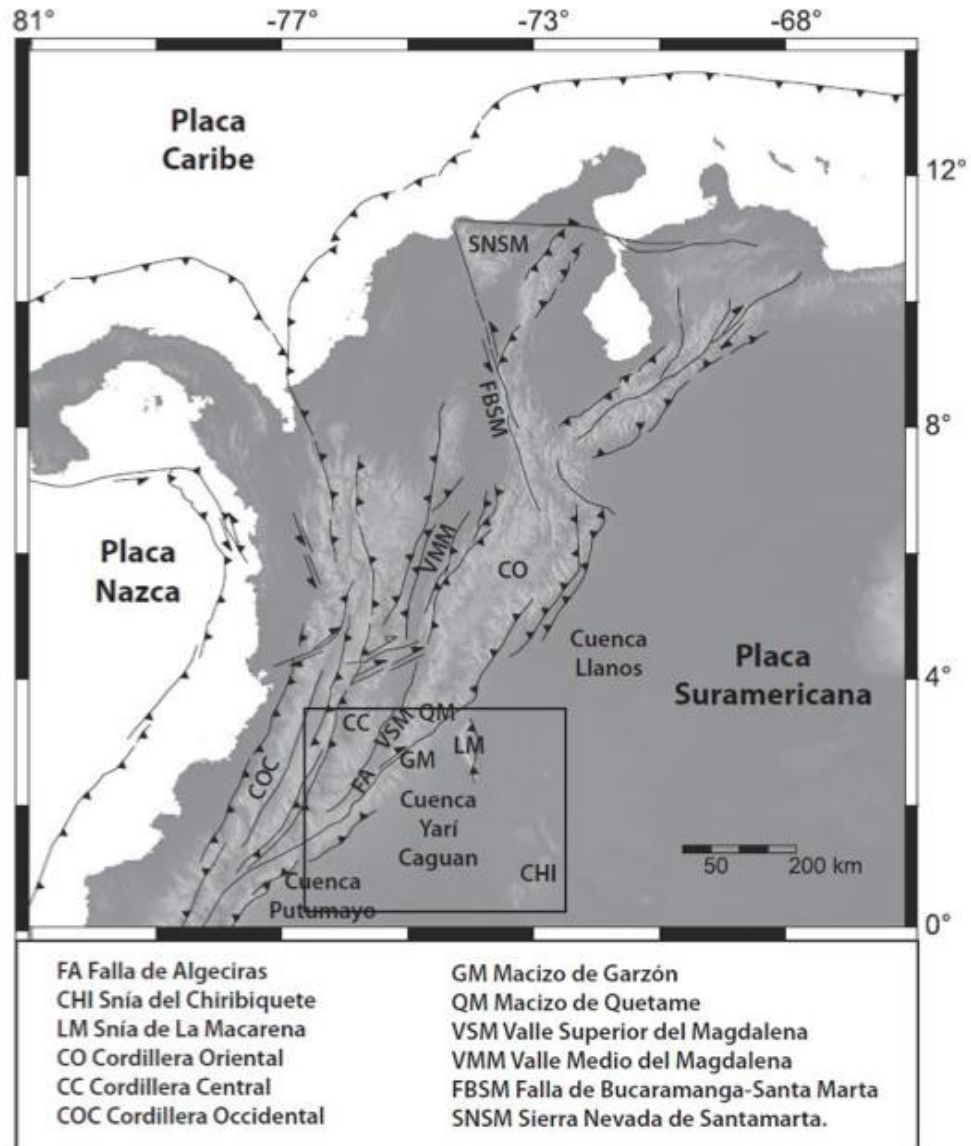 81° -77° -73° -68°
Placa
Caribe
12°
SNSM
FBSM
8°
VMM
Placa
Nazca
CO
Cuenca
Llanos
Placa
Suramericana
4°
CC
VSM
QM
LM
GM
COC
FA
Cuenca
Yarí
Caguan
50 200 km
CHI
Cuenca
Putumayo
0°
FA Falla de Algeciras
CHI Snía del Chiribiquete
LM Snía de La Macarena
CO Cordillera Oriental
CC Cordillera Central
COC Cordillera Occidental
GM Macizo de Garzón
QM Macizo de Quetame
VSM Valle Superior del Magdalena
VMM Valle Medio del Magdalena
FBSM Falla de Bucaramanga-Santa Marta
SNSM Sierra Nevada de Santamarta.